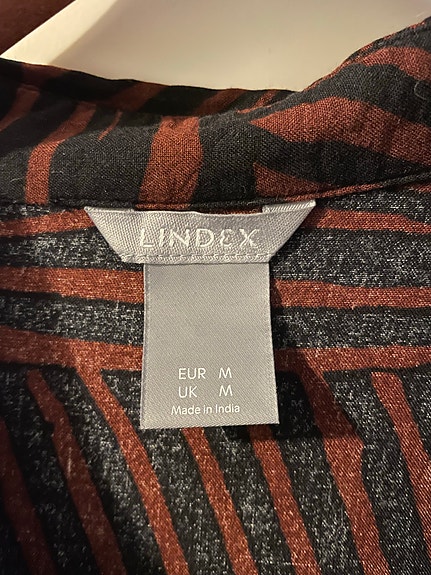 LINDEX
EUR M
UK M
Made in India